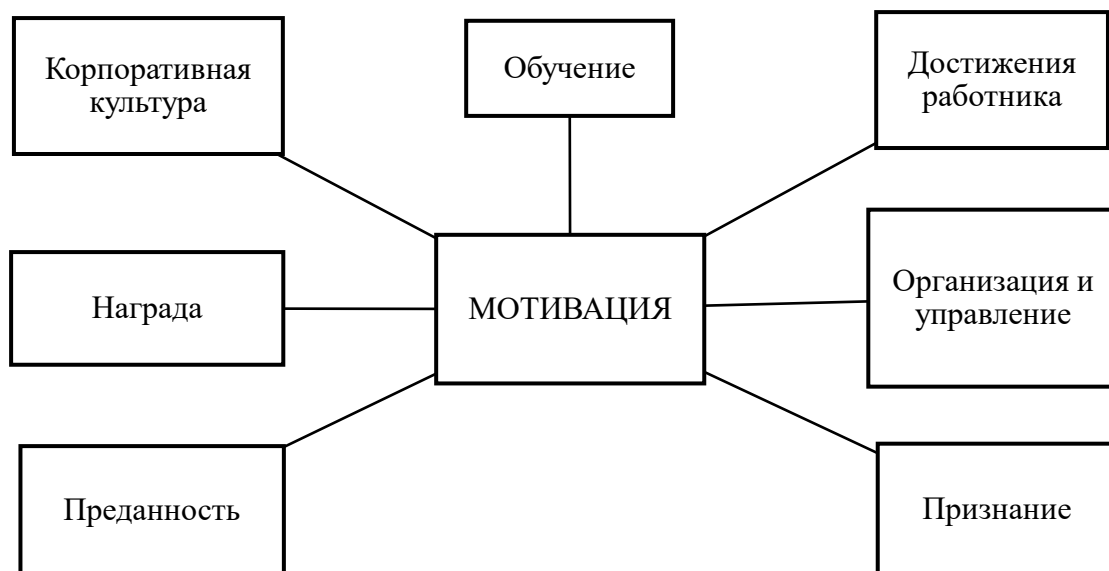 Корпоративная
культура
Обучение
Достижения
работника
Награда
МОТИВАЦИЯ
Организация и
управление
Преданность
Признание